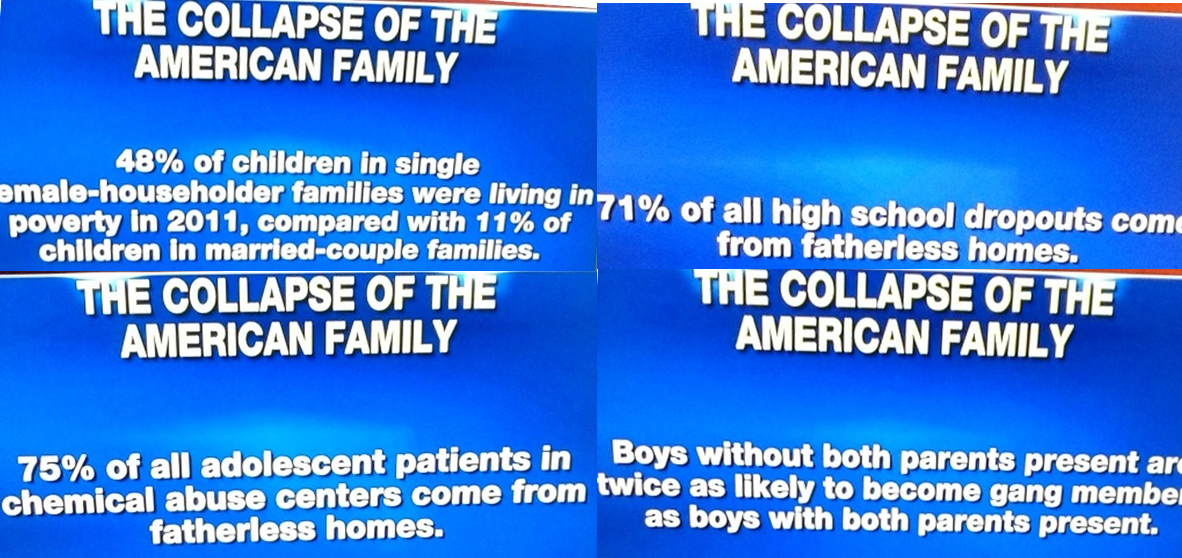 THE COLLAPSE OF THE
AMERICAN FAMILY
48% of children in single
emale-householder families were living in
poverty in 2011, compared with 11% of
children in married-couple families.
THE COLLAPSE OF THE
AMERICAN FAMILY
71% of all high school dropouts come
from fatherless homes.
THE COLLAPSE OF THE
AMERICAN FAMILY
75% of all adolescent patients in
chemical abuse centers come from
fatherless homes.
THE COLLAPSE OF THE
AMERICAN FAMILY
Boys without both parents present are
twice as likely to become gang member
as boys with both parents present.